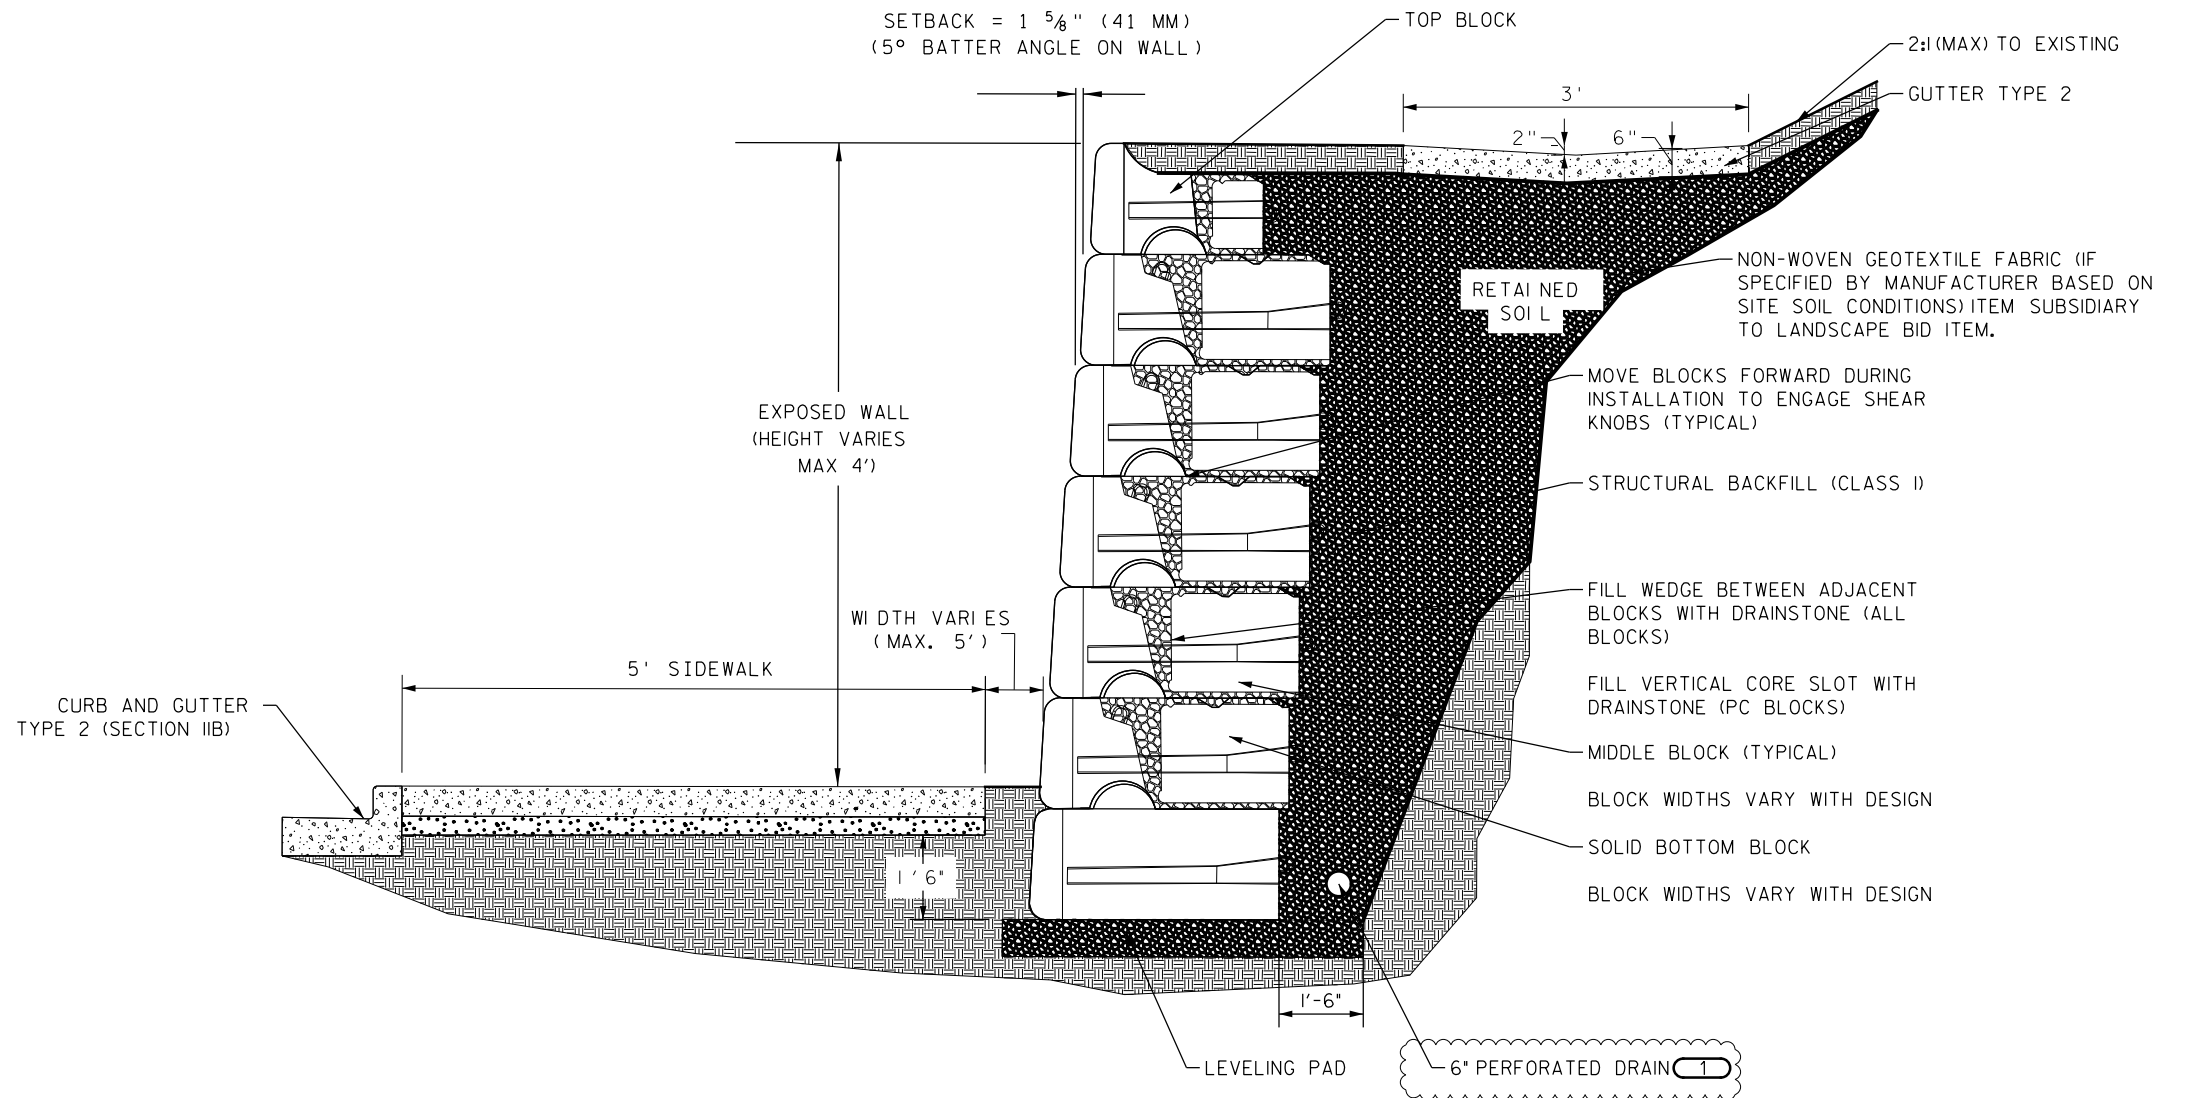 SETBACK = 1 5/8" (41 MM)
(5° BATTER ANGLE ON WALL)
TOP BLOCK
2:1 (MAX) TO EXISTING
GUTTER TYPE 2
3'
2"
6"
NON-WOVEN GEOTEXTILE FABRIC (IF
SPECIFIED BY MANUFACTURER BASED ON
SITE SOIL CONDITIONS) ITEM SUBSIDIARY
TO LANDSCAPE BID ITEM.
RETAINED
SOIL
MOVE BLOCKS FORWARD DURING
INSTALLATION TO ENGAGE SHEAR
KNOBS (TYPICAL)
EXPOSED WALL
(HEIGHT VARIES
MAX 4')
STRUCTURAL BACKFILL (CLASS I)
FILL WEDGE BETWEEN ADJACENT
BLOCKS WITH DRAINSTONE (ALL
BLOCKS)
WIDTH VARIES
(MAX. 5')
5' SIDEWALK
FILL VERTICAL CORE SLOT WITH
DRAINSTONE (PC BLOCKS)
CURB AND GUTTER
TYPE 2 (SECTION IIB)
MIDDLE BLOCK (TYPICAL)
BLOCK WIDTHS VARY WITH DESIGN
SOLID BOTTOM BLOCK
BLOCK WIDTHS VARY WITH DESIGN
1'6"
1'-6"
LEVELING PAD
6" PERFORATED DRAIN 1